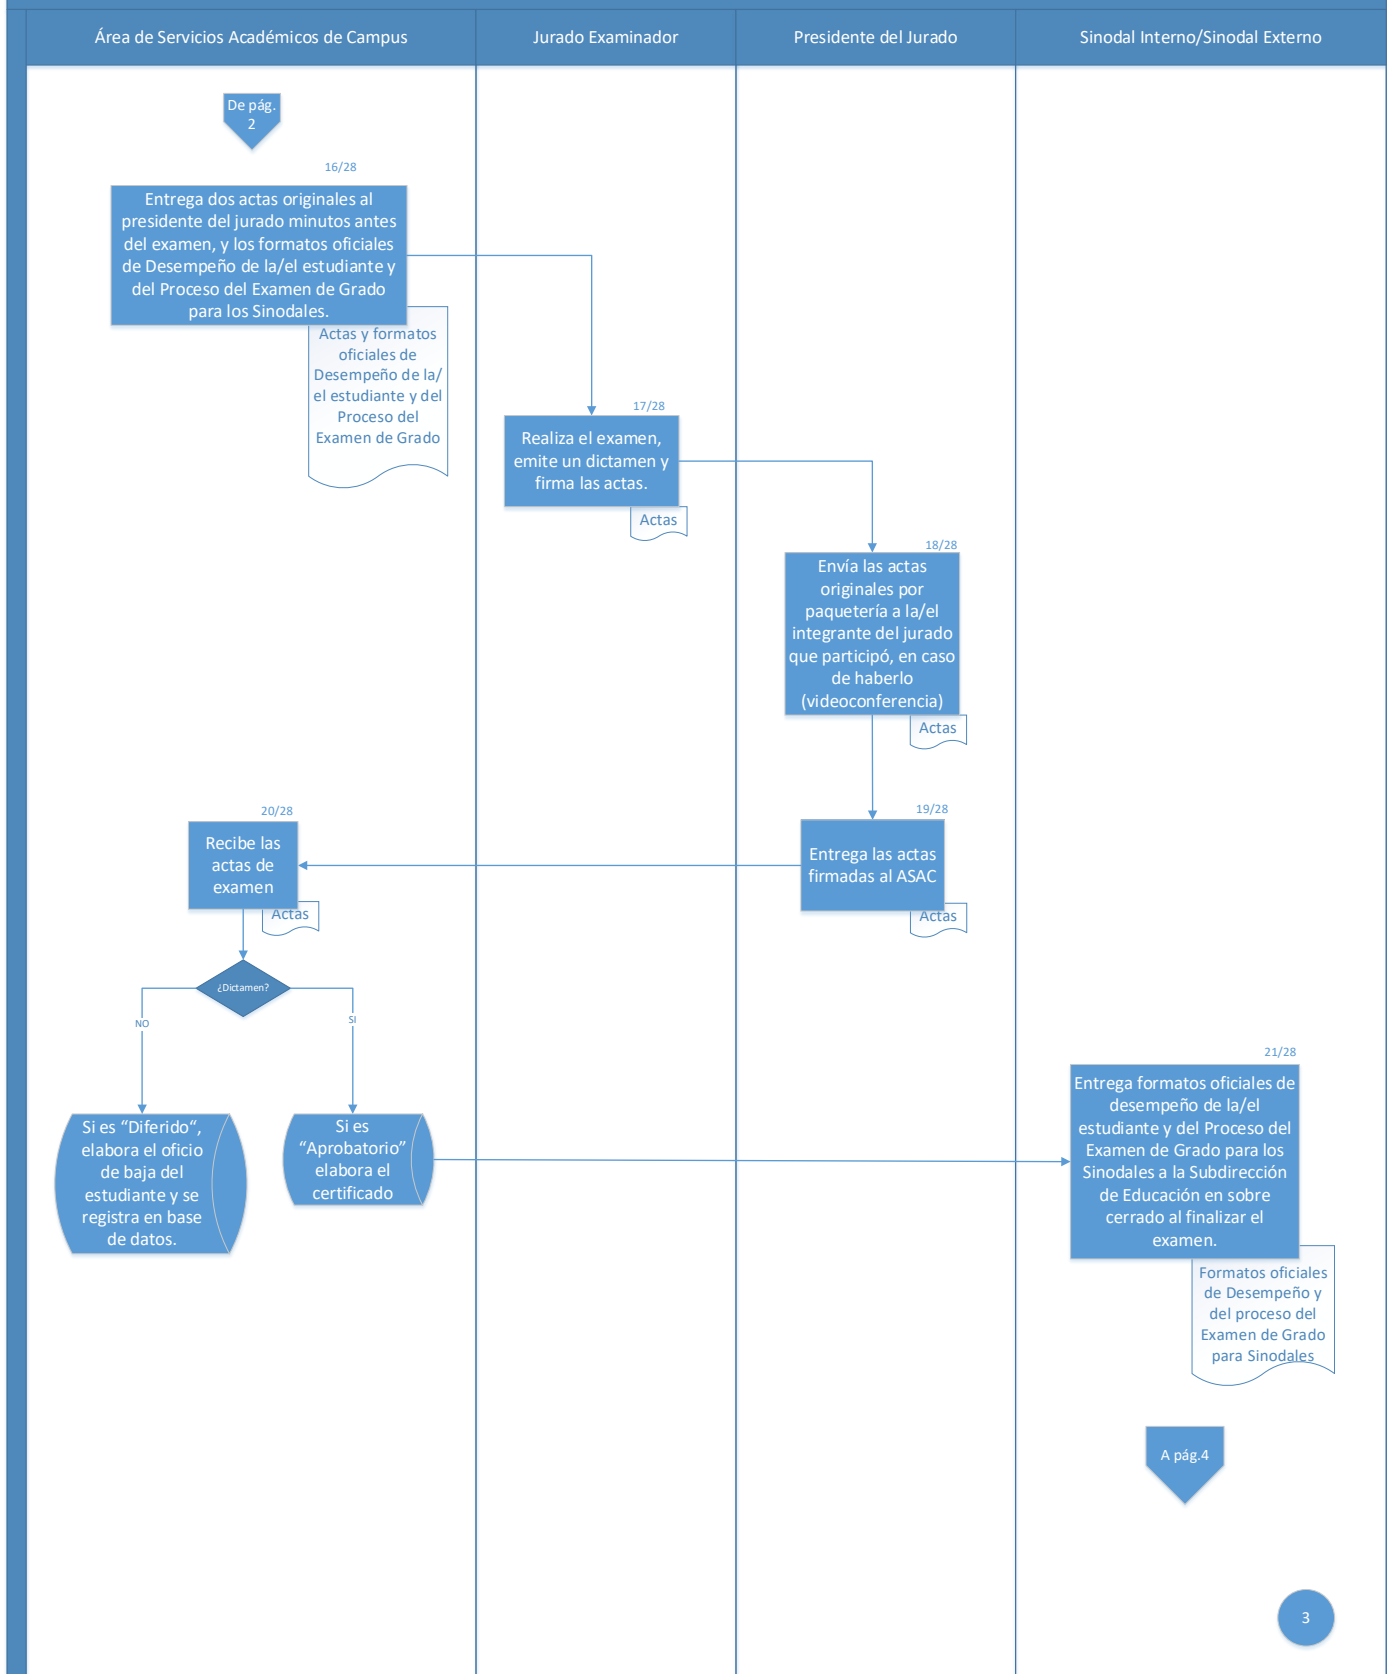 Área de Servicios Académicos de Campus
Jurado Examinador
Presidente del Jurado
Sinodal Interno/Sinodal Externo
De pág.
2
16/28
Entrega dos actas originales al
presidente del jurado minutos antes
del examen, y los formatos oficiales
de Desempeño de la/el estudiante y
del Proceso del Examen de Grado
para los Sinodales.
Actas y formatos
oficiales de
Desempeño de la/
el estudiante y del
Proceso del
Examen de Grado
17/28
Realiza el examen,
emite un dictamen y
firma las actas.
Actas
18/28
Envía las actas
originales por
paquetería a la/el
integrante del jurado
que participó, en caso
de haberlo
(videoconferencia)
Actas
19/28
Entrega las actas
firmadas al ASAC
Actas
20/28
Recibe las
actas de
examen
Actas
¿Dictamen?
NO
SI
Si es “Diferido“,
elabora el oficio
de baja del
estudiante y se
registra en base
de datos.
Si es
“Aprobatorio”
elabora el
certificado
21/28
Entrega formatos oficiales de
desempeño de la/el
estudiante y del Proceso del
Examen de Grado para los
Sinodales a la Subdirección
de Educación en sobre
cerrado al finalizar el
examen.
Formatos oficiales
de Desempeño y
del proceso del
Examen de Grado
para Sinodales
A pág.4
3